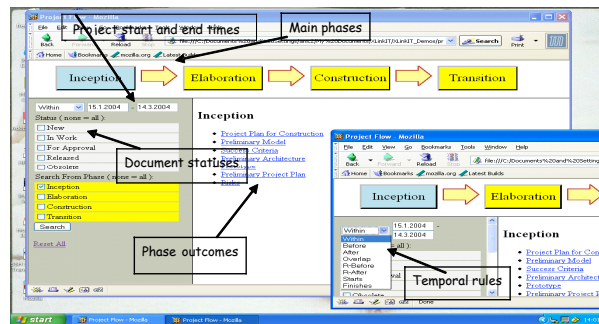 Project Flow - Mozilla
File Edit View Go
Project start and end times
Main phases
Back Forward Reload Stop
Search
Print
Home Bookmarks mozilla.org Latest Builds
Inception
Elaboration
Construction
Transition
Within 15.1.2004 - 14.3.2004
Status ( none = all ):
New
In Work
For Approval
Released
Obsolete
Search From Phase ( none = all ):
Inception
Elaboration
Construction
Transition
Search
Reset All
Inception
Project Plan for Construction
Preliminary Model
Success Criteria
Preliminary Architecture
Preliminary Project Plan
Document statuses
Phase outcomes
Project Flow - Mozilla
File Edit View Go Bookmarks Tools Window Help
Back Forward Reload Stop
file:///C:/Documents%20and%20Setting
Home Bookmarks mozilla.org Latest Builds
Inception
Elaboration
Within 15.1.2004 -
14.3.2004
Within
Before
After
Overlap
R-Before
R-After
Starts
Finishes
Obsolete
Inception
Project Plan for Con
Preliminary Model
Success Criteria
Preliminary Architec
Prototype
Preliminary Project P
Temporal rules
Done
start
Project Flow - Mozilla
Project Flow - Mozilla